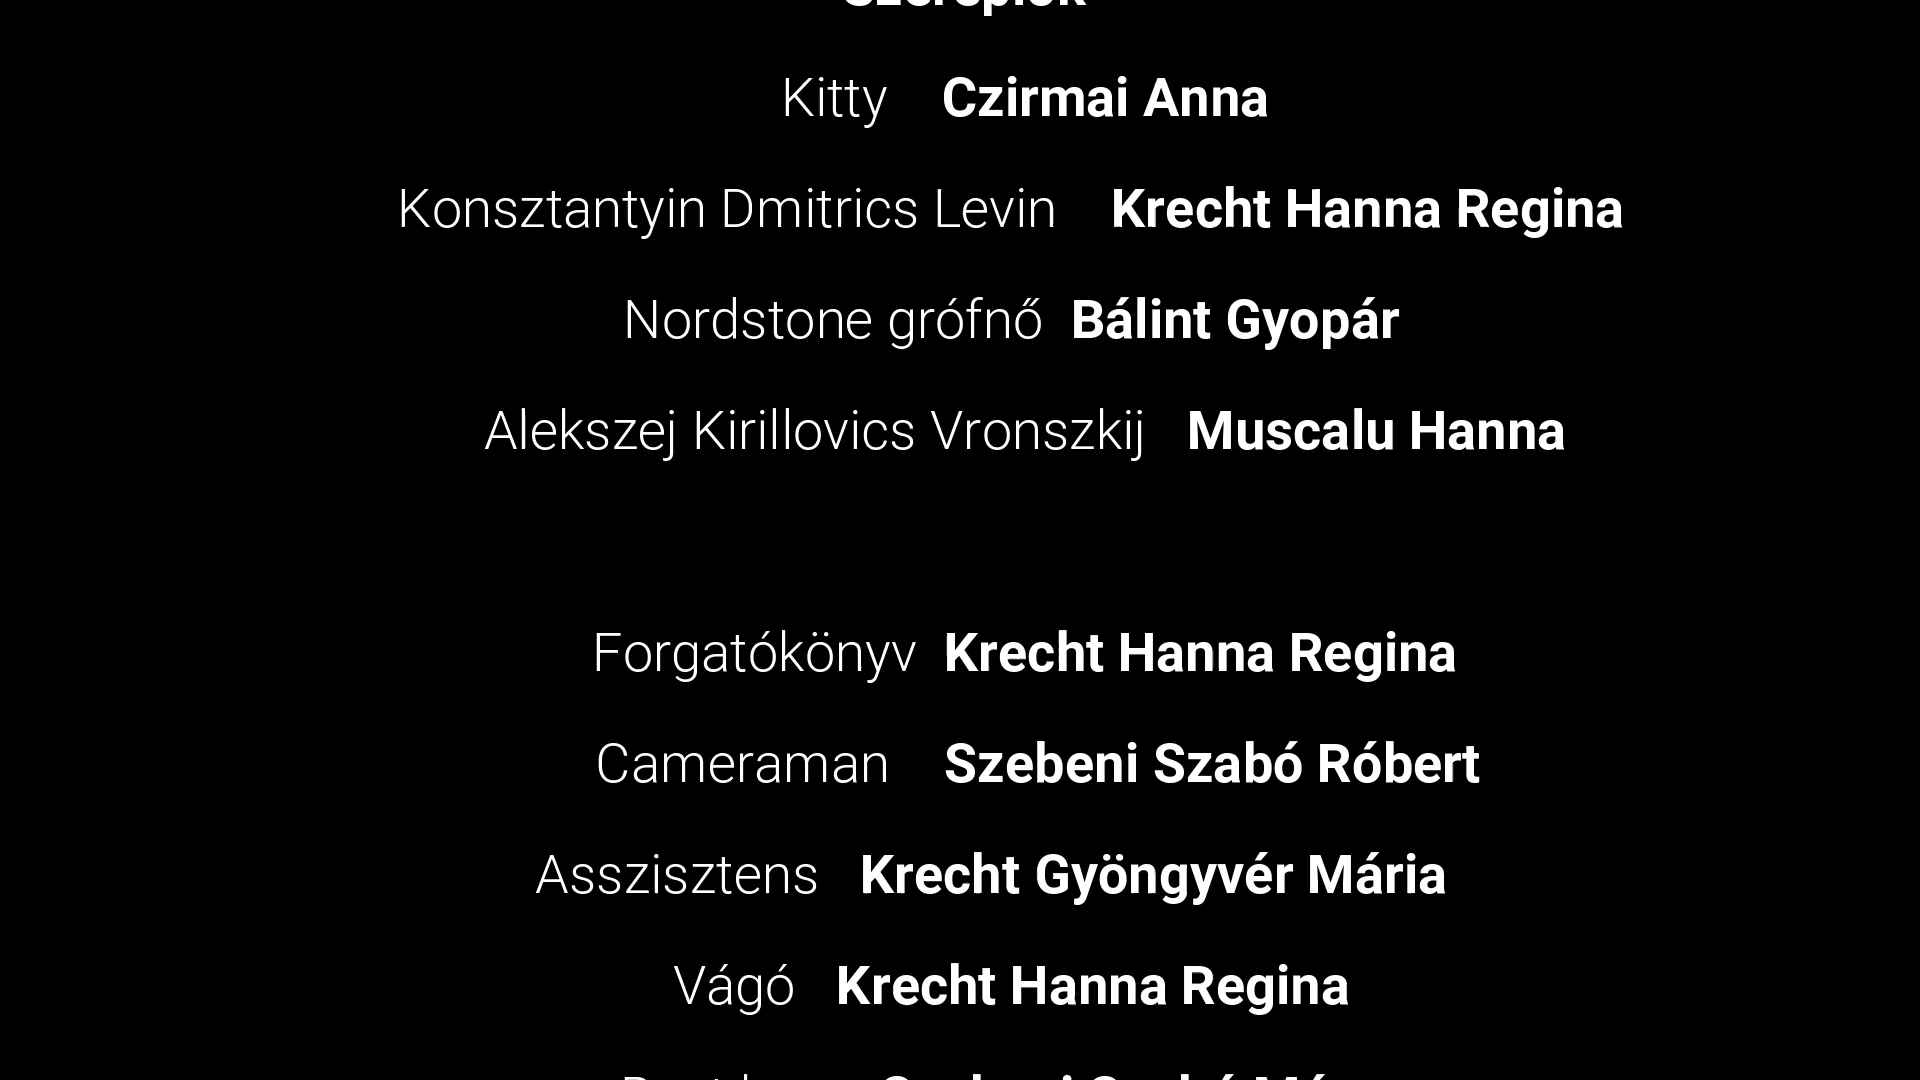 Szereplők
Kitty Czirmai Anna
Konsztantyin Dmitrics Levin Krecht Hanna Regina
Nordstone grófnő Bálint Gyopár
Alekszej Kirillovics Vronszkij Muscalu Hanna
Forgatókönyv Krecht Hanna Regina
Cameraman Szebeni Szabó Róbert
Asszisztens Krecht Gyöngyvér Mária
Vágó Krecht Hanna Regina